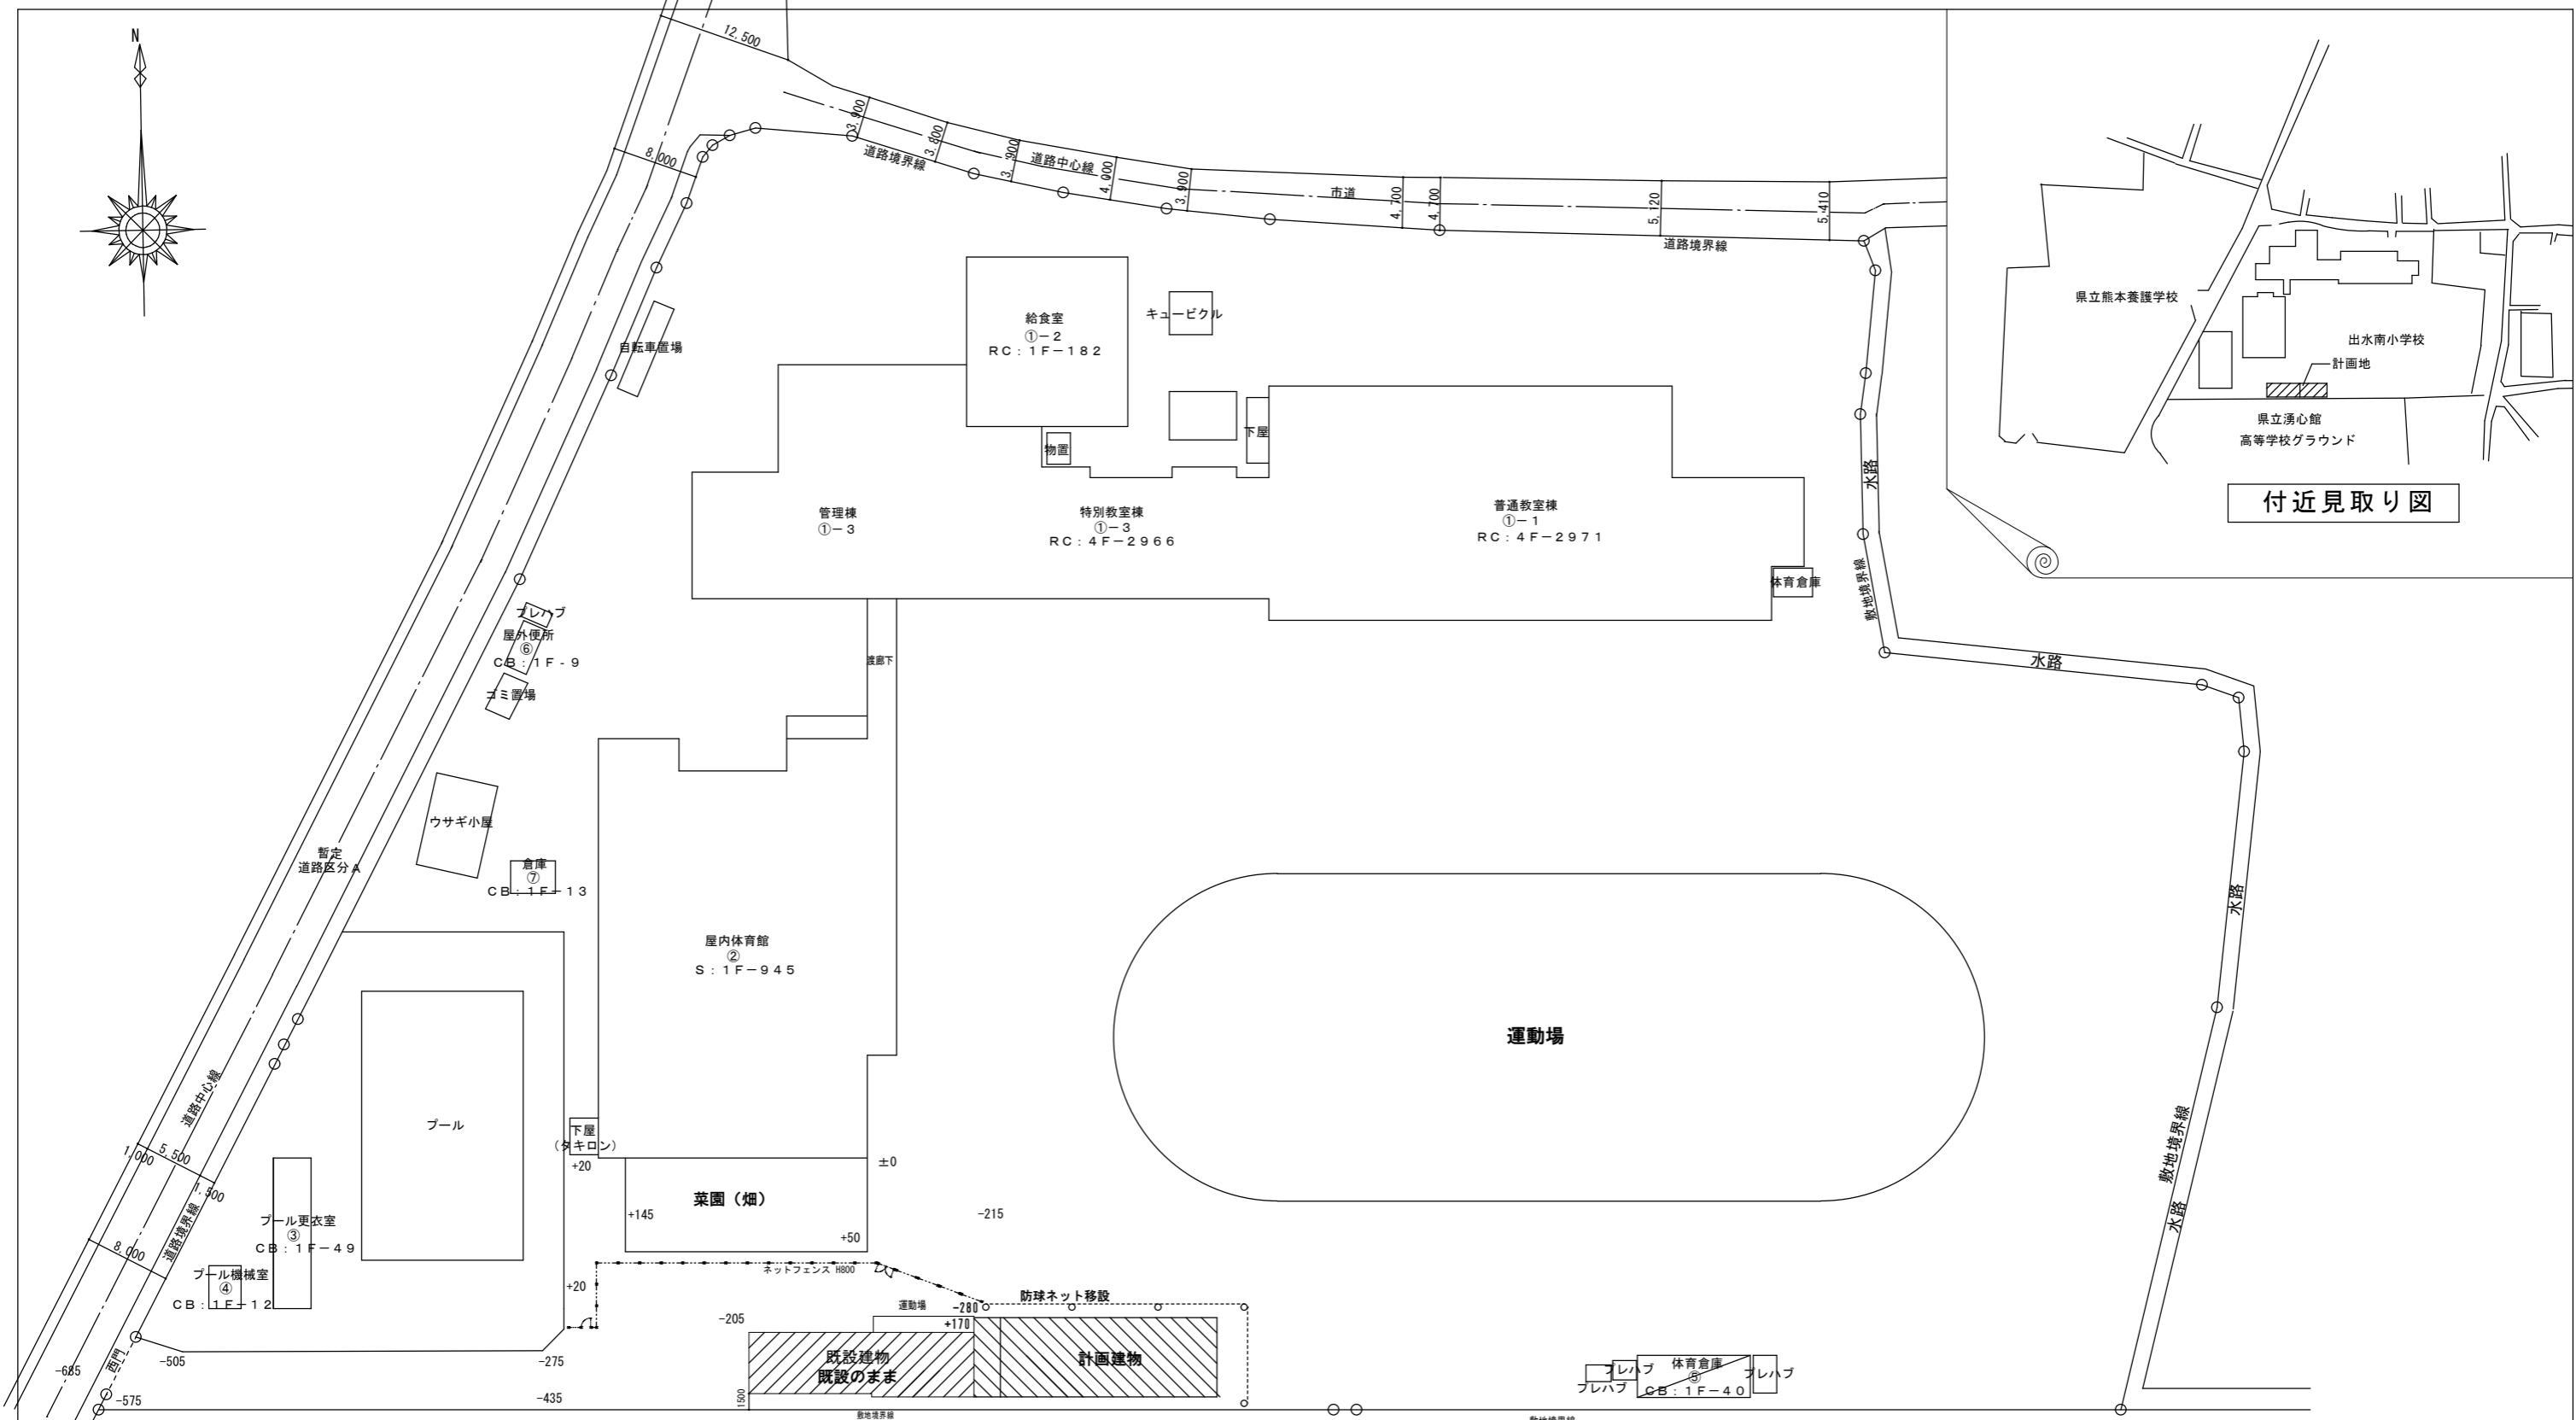 N
12,500
8,000
3,900
3,800
3,900
4,000
3,900
4,700
4,700
5,120
5,410
道路境界線
道路中心線
市道
道路境界線
県立熊本養護学校
出水南小学校
計画地
県立湧心館
高等学校グラウンド
付近見取り図
自転車置場
給食室
①-2
RC:1F-182
キュービクル
物置
下屋
管理棟
①-3
特別教室棟
①-3
RC:4F-2966
普通教室棟
①-1
RC:4F-2971
体育倉庫
水路
敷地境界線
水路
水路
敷地境界線
水路
プレハブ
屋外便所
⑥
CB:1F-9
ゴミ置場
渡廊下
ウサギ小屋
暫定
道路区分A
倉庫
⑦
CB:1F-13
屋内体育館
②
S:1F-945
運動場
プール
下屋
(タキロン)
+20
±0
菜園(畑)
+145
+50
-215
道路中心線
1,000
5,500
1,500
道路境界線
8,000
プール更衣室
③
CB:1F-49
プール機械室
④
CB:1F-12
+20
ネットフェンス H800
防球ネット移設
運動場
-280
+170
-205
既設建物
既設のまま
計画建物
1500
西門
-685
-505
-575
-275
-435
敷地境界線
プレハブ
プレハブ
体育倉庫
⑤
CB:1F-40
プレハブ
敷地境界線